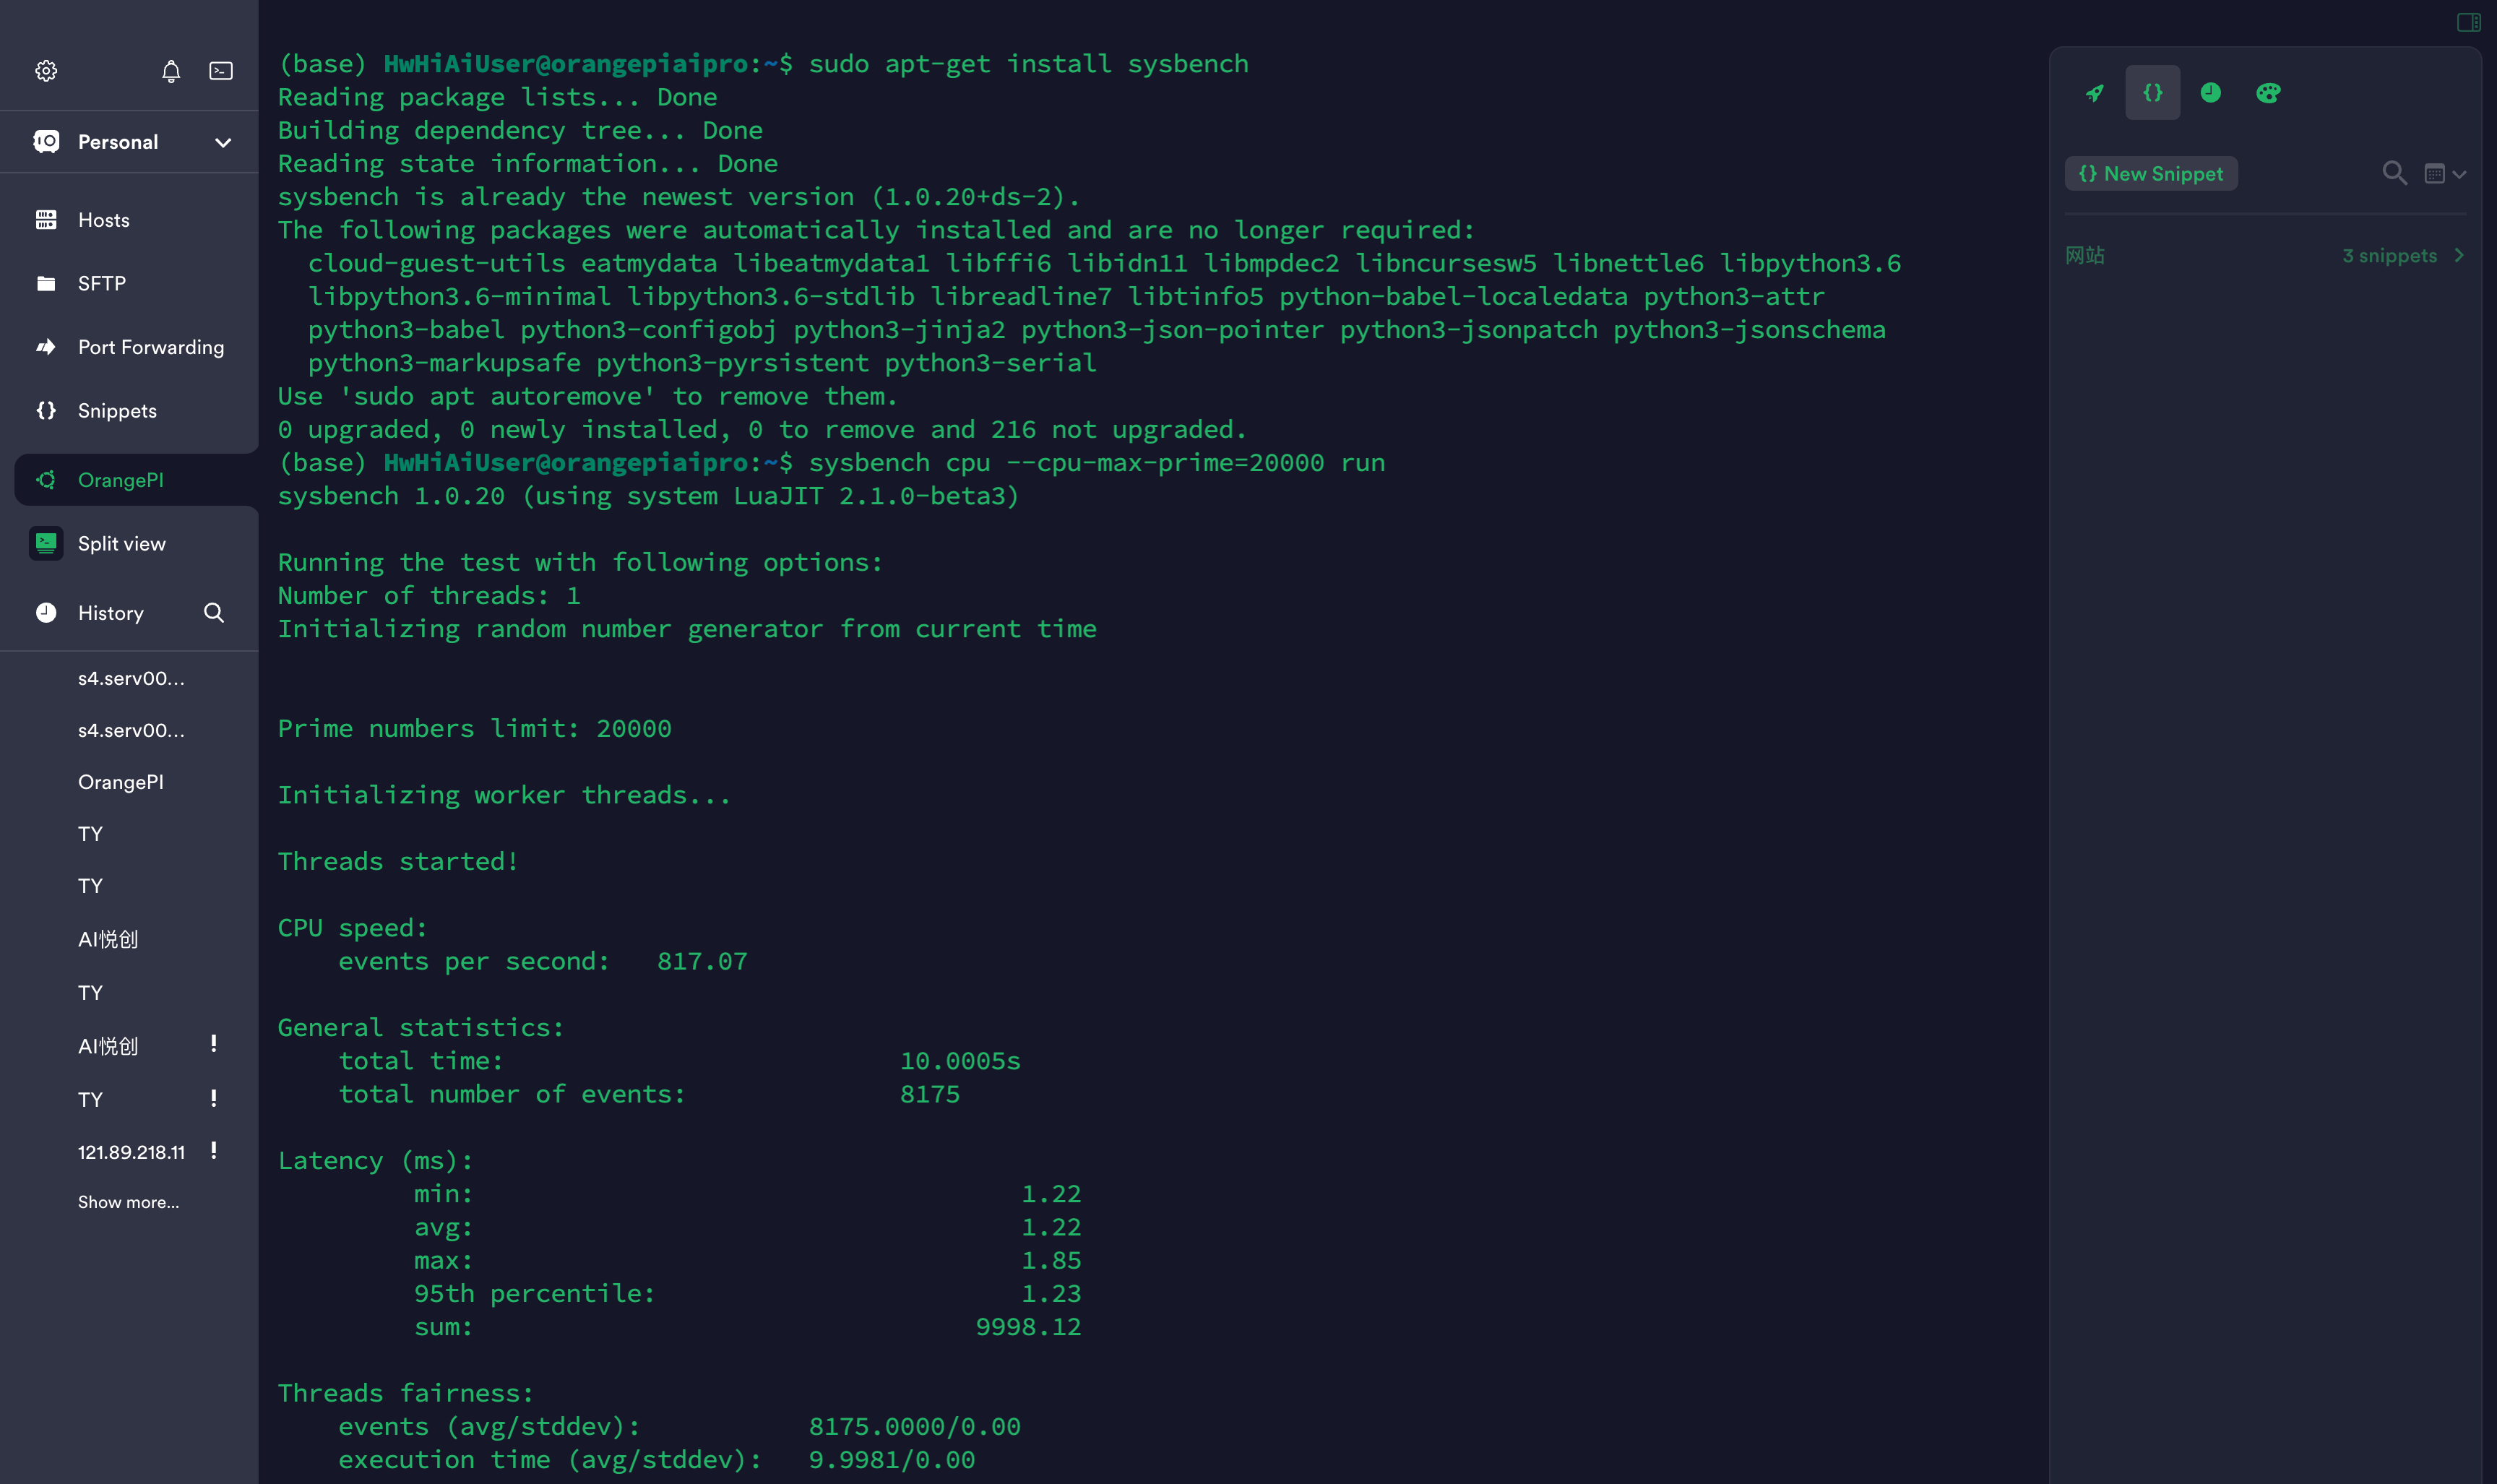 Personal
Hosts
SFTP
Port Forwarding
Snippets
OrangePI
Split view
History
s4.serv00...
s4.serv00...
OrangePI
TY
TY
AI悦创
TY
AI悦创 !
TY !
121.89.218.11 !
Show more...
(base) HwHiAiUser@orangepiaipro:~$ sudo apt-get install sysbench
Reading package lists... Done
Building dependency tree... Done
Reading state information... Done
sysbench is already the newest version (1.0.20+ds-2).
The following packages were automatically installed and are no longer required:
  cloud-guest-utils eatmydata libeatmydata1 libffi6 libidn11 libmpdec2 libncursesw5 libnettle6 libpython3.6
  libpython3.6-minimal libpython3.6-stdlib libreadline7 libtinfo5 python-babel-localedata python3-attr
  python3-babel python3-configobj python3-jinja2 python3-json-pointer python3-jsonpatch python3-jsonschema
  python3-markupsafe python3-pyrsistent python3-serial
Use 'sudo apt autoremove' to remove them.
0 upgraded, 0 newly installed, 0 to remove and 216 not upgraded.
(base) HwHiAiUser@orangepiaipro:~$ sysbench cpu --cpu-max-prime=20000 run
sysbench 1.0.20 (using system LuaJIT 2.1.0-beta3)
Running the test with following options:
Number of threads: 1
Initializing random number generator from current time
Prime numbers limit: 20000
Initializing worker threads...
Threads started!
CPU speed:
    events per second:   817.07
General statistics:
    total time:                          10.0005s
    total number of events:              8175
Latency (ms):
         min:                                    1.22
         avg:                                    1.22
         max:                                    1.85
         95th percentile:                        1.23
         sum:                                 9998.12
Threads fairness:
    events (avg/stddev):           8175.0000/0.00
    execution time (avg/stddev):   9.9981/0.00
{} New Snippet
网站 3 snippets